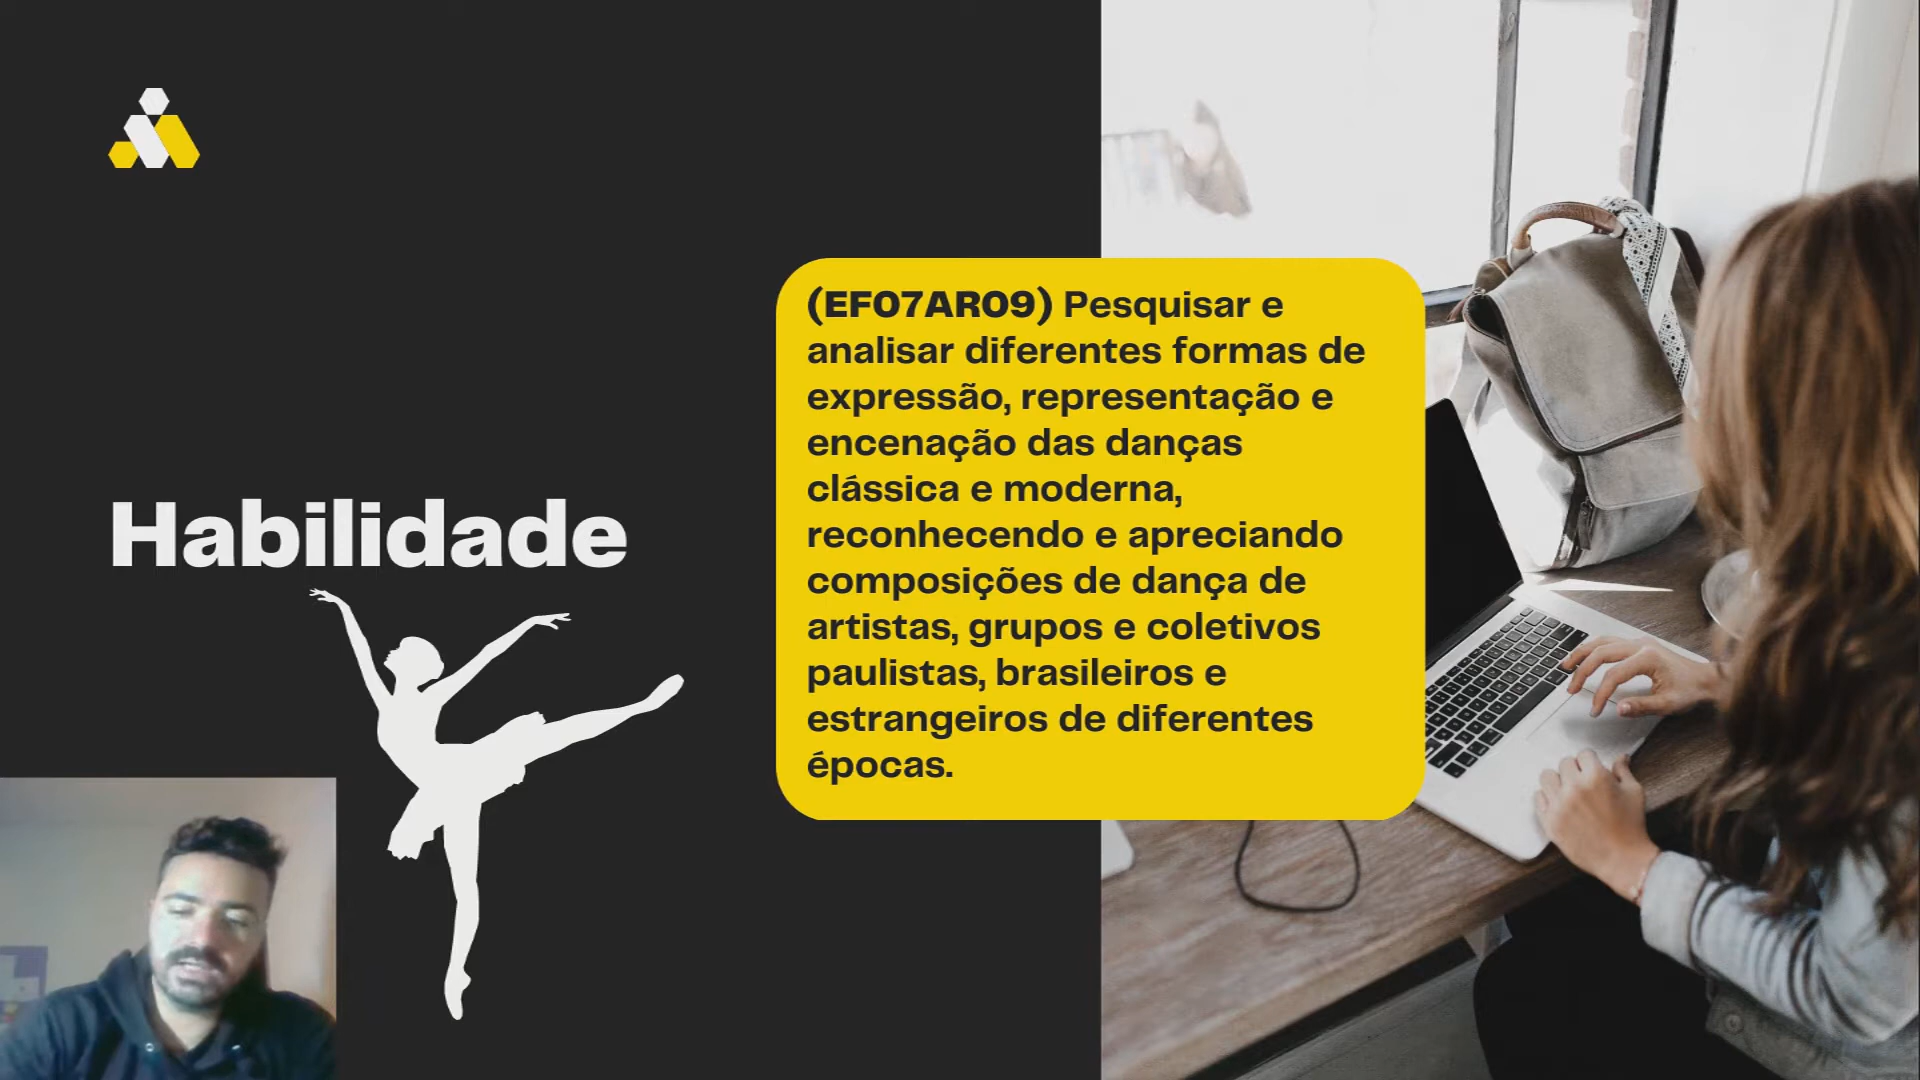 Habilidade
(EF07AR09) Pesquisar e
analisar diferentes formas de
expressão, representação e
encenação das danças
clássica e moderna,
reconhecendo e apreciando
composições de dança de
artistas, grupos e coletivos
paulistas, brasileiros e
estrangeiros de diferentes
épocas.